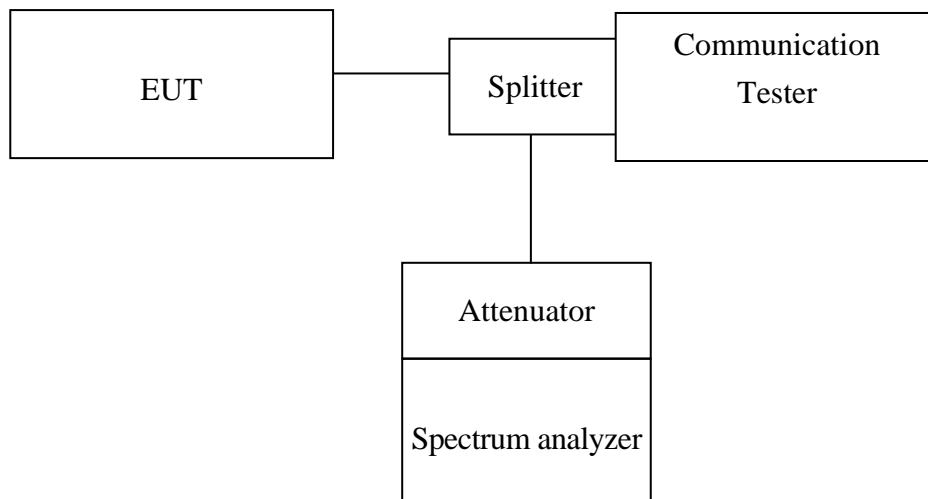 EUT
Splitter
Communication
Tester
Attenuator
Spectrum analyzer